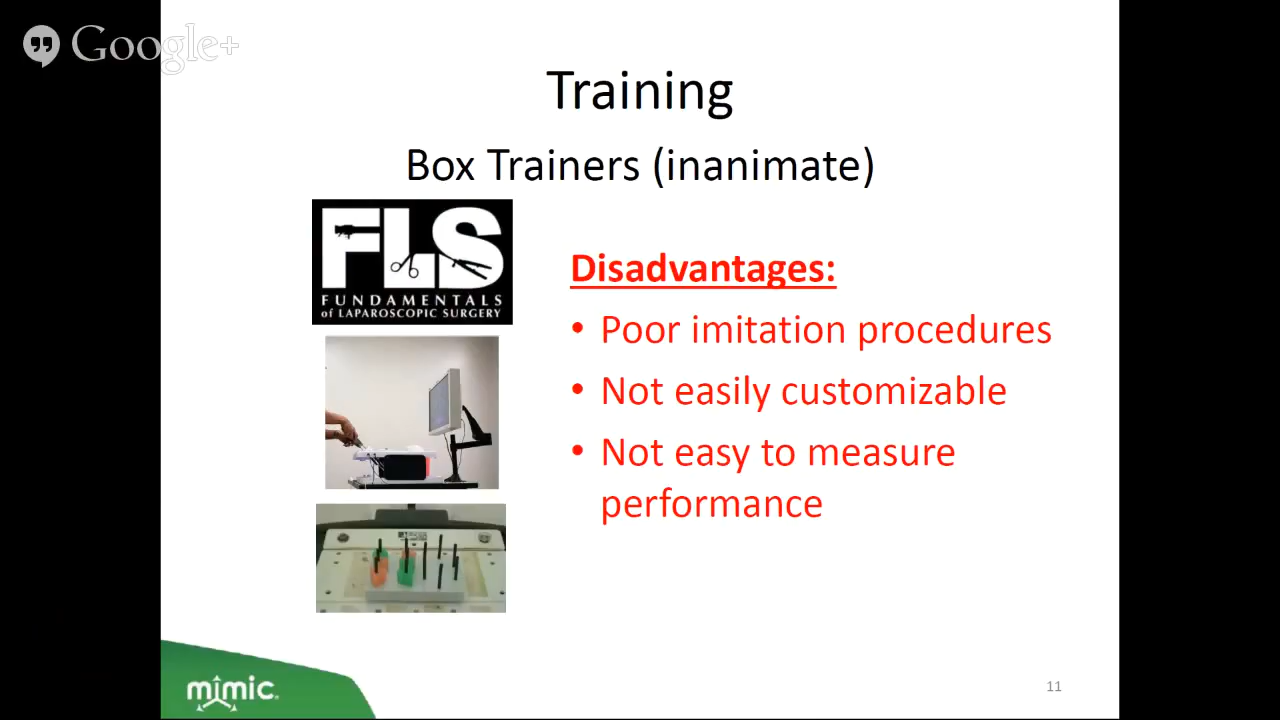 Google+
Training
Box Trainers (inanimate)
FLS
FUNDAMENTALS
of LAPAROSCOPIC SURGERY
Disadvantages:
• Poor imitation procedures
• Not easily customizable
• Not easy to measure
performance
mimic.
11